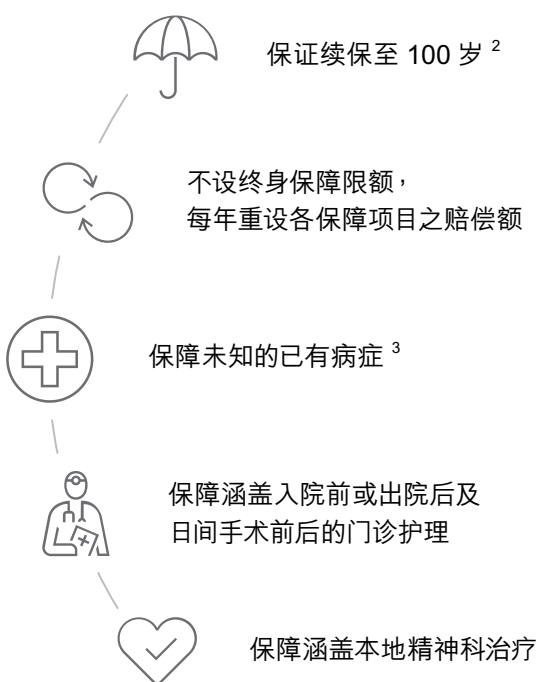 保证续保至 100 岁 ²
不设终身保障限额，
每年重设各保障项目之赔偿额
保障未知的已有病症 ³
保障涵盖入院前或出院后及
日间手术前后的门诊护理
保障涵盖本地精神科治疗